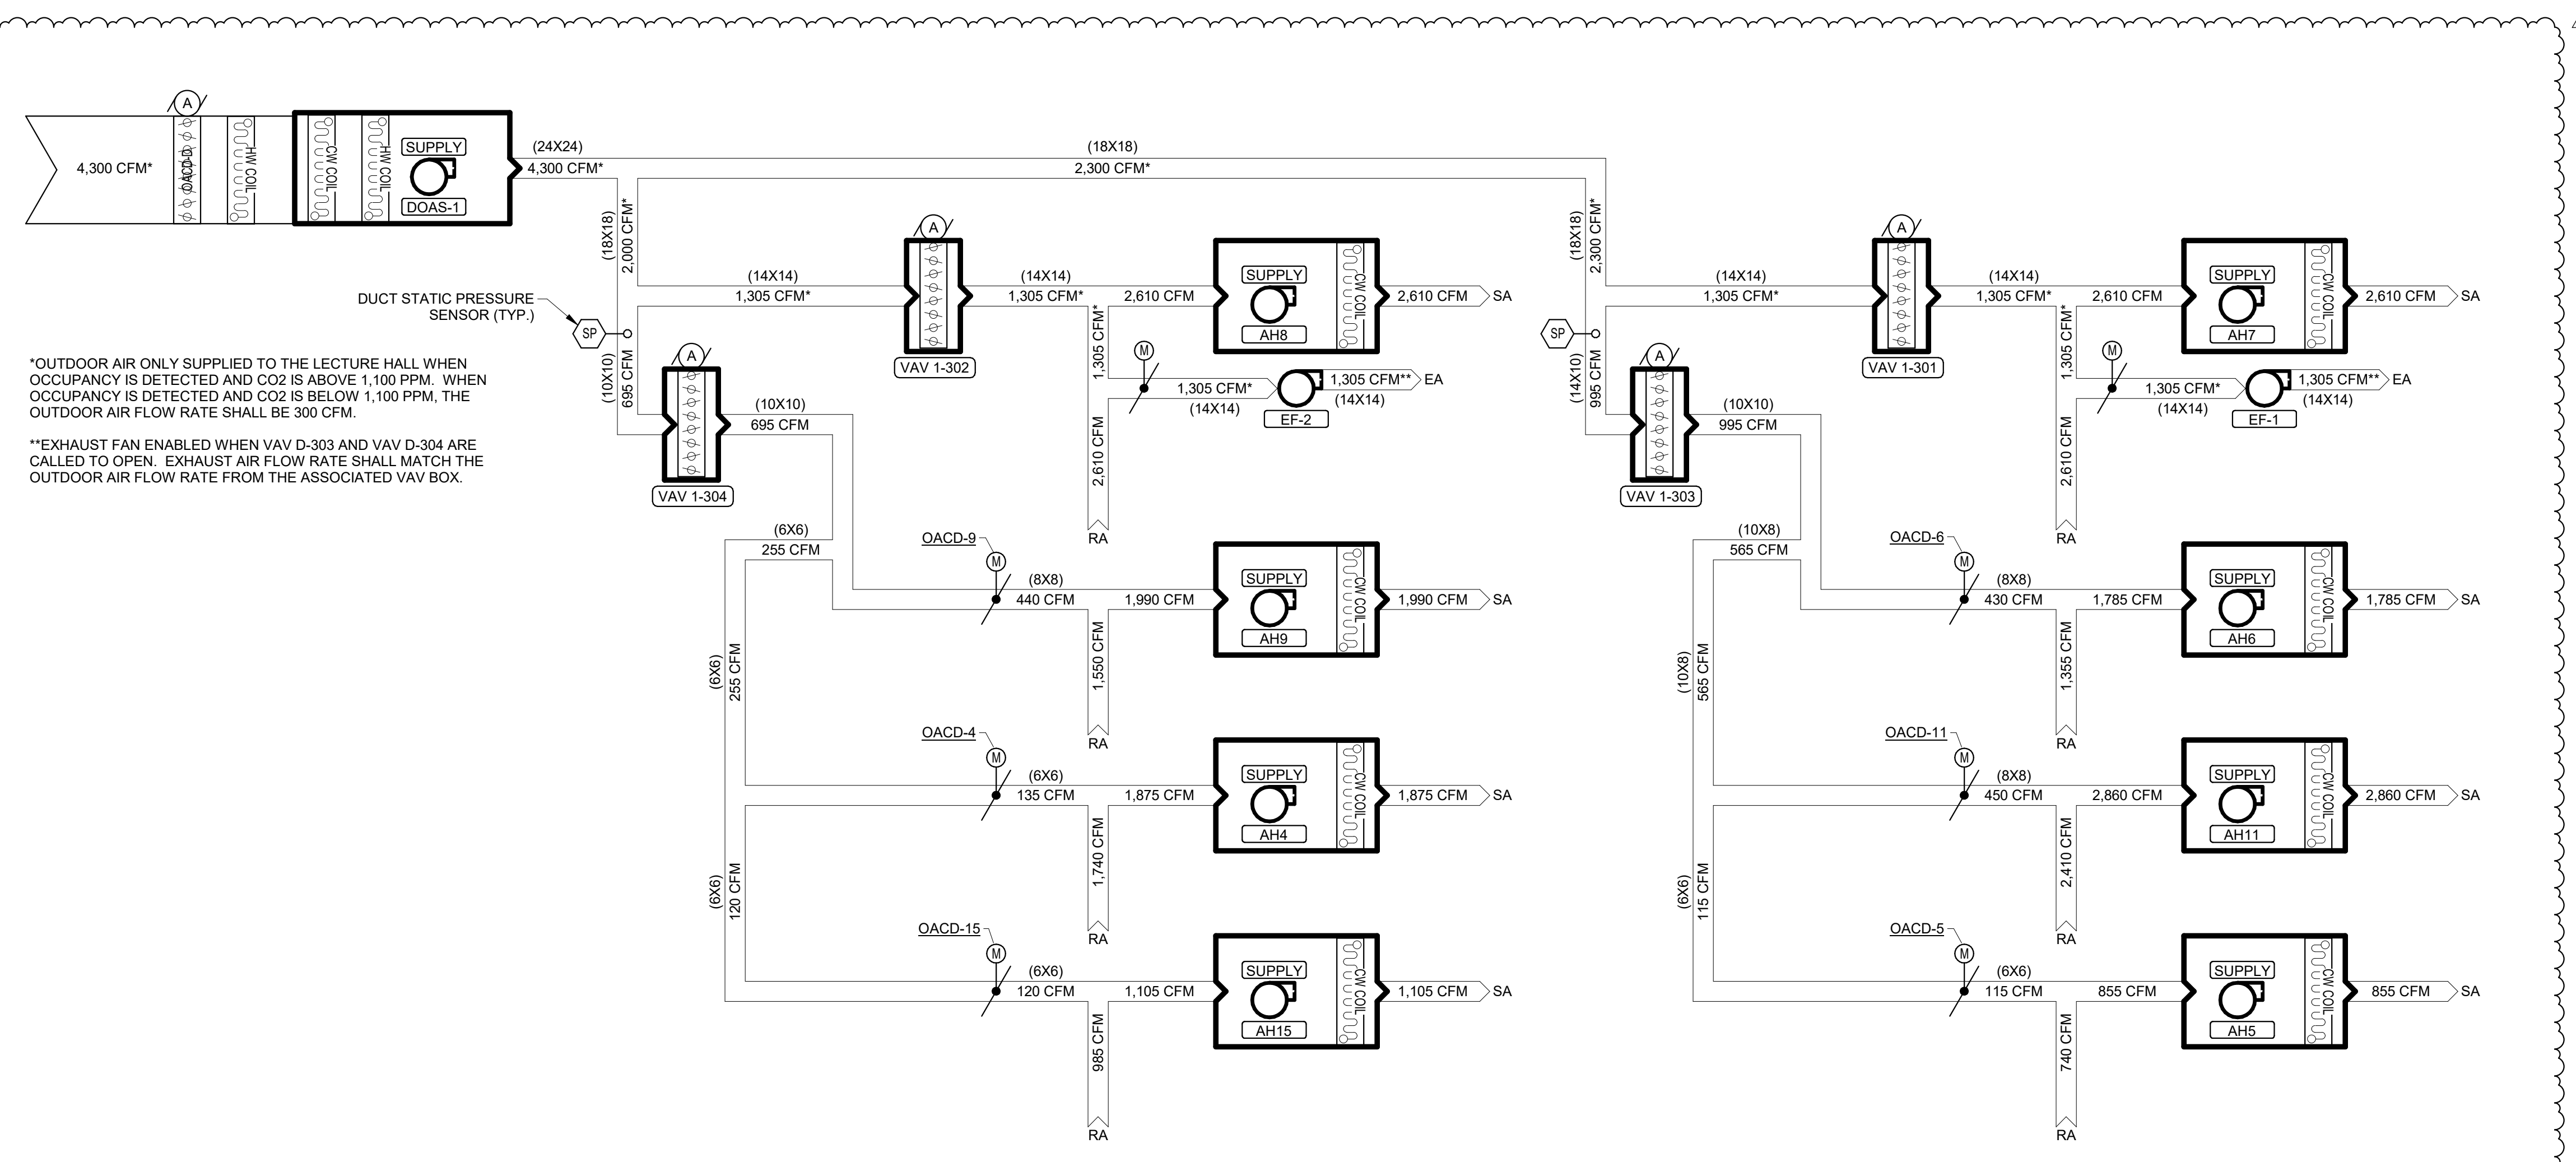 4,300 CFM*
A
OACD-D
HW COIL
CW COIL
HW COIL
SUPPLY
DOAS-1
(24X24)
4,300 CFM*
(18X18)
2,300 CFM*
(18X18)
2,000 CFM*
DUCT STATIC PRESSURE
SENSOR (TYP.)
SP
(10X10)
695 CFM
*OUTDOOR AIR ONLY SUPPLIED TO THE LECTURE HALL WHEN
OCCUPANCY IS DETECTED AND CO2 IS ABOVE 1,100 PPM. WHEN
OCCUPANCY IS DETECTED AND CO2 IS BELOW 1,100 PPM, THE
OUTDOOR AIR FLOW RATE SHALL BE 300 CFM.
**EXHAUST FAN ENABLED WHEN VAV D-303 AND VAV D-304 ARE
CALLED TO OPEN. EXHAUST AIR FLOW RATE SHALL MATCH THE
OUTDOOR AIR FLOW RATE FROM THE ASSOCIATED VAV BOX.
(14X14)
1,305 CFM*
A
VAV 1-302
(14X14)
1,305 CFM*
2,610 CFM
SUPPLY
AH8
CW COIL
2,610 CFM
SA
1,305 CFM*
M
1,305 CFM*
(14X14)
EF-2
1,305 CFM**
(14X14)
EA
2,610 CFM
RA
A
VAV 1-304
(10X10)
695 CFM
(6X6)
255 CFM
OACD-9
M
(8X8)
440 CFM
1,990 CFM
SUPPLY
AH9
CW COIL
1,990 CFM
SA
1,550 CFM
RA
(6X6)
255 CFM
OACD-4
M
(6X6)
135 CFM
1,875 CFM
SUPPLY
AH4
CW COIL
1,875 CFM
SA
1,740 CFM
RA
(6X6)
120 CFM
OACD-15
M
(6X6)
120 CFM
1,105 CFM
SUPPLY
AH15
CW COIL
1,105 CFM
SA
985 CFM
RA
(18X18)
2,300 CFM*
SP
(14X10)
995 CFM
(14X14)
1,305 CFM*
A
VAV 1-301
(14X14)
1,305 CFM*
2,610 CFM
SUPPLY
AH7
CW COIL
2,610 CFM
SA
1,305 CFM*
M
1,305 CFM*
(14X14)
EF-1
1,305 CFM**
(14X14)
EA
2,610 CFM
RA
A
VAV 1-303
(10X10)
995 CFM
(10X8)
565 CFM
OACD-6
M
(8X8)
430 CFM
1,785 CFM
SUPPLY
AH6
CW COIL
1,785 CFM
SA
1,355 CFM
RA
(10X8)
565 CFM
OACD-11
M
(8X8)
450 CFM
2,860 CFM
SUPPLY
AH11
CW COIL
2,860 CFM
SA
2,410 CFM
RA
(6X6)
115 CFM
OACD-5
M
(6X6)
115 CFM
855 CFM
SUPPLY
AH5
CW COIL
855 CFM
SA
740 CFM
RA